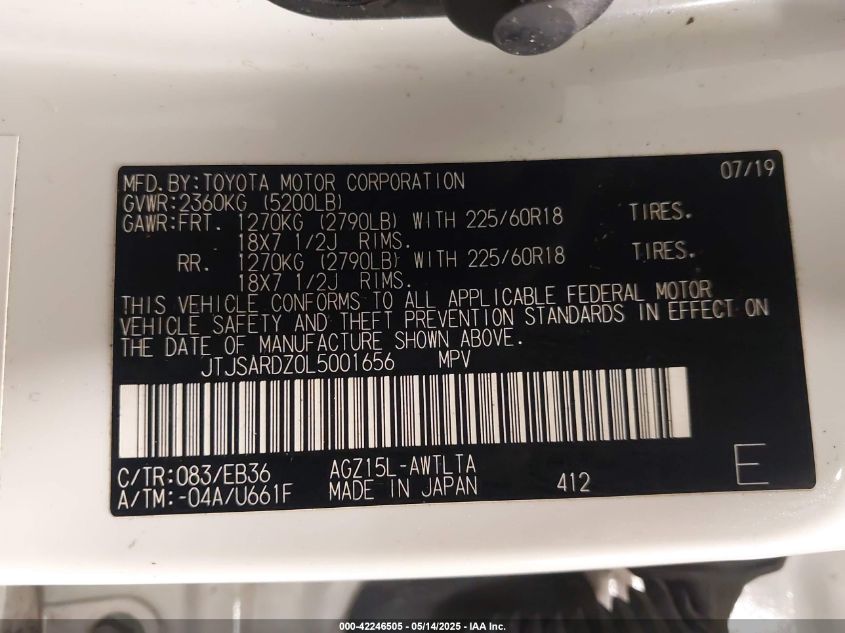 07/19
MFD.BY:TOYOTA MOTOR CORPORATION
GVWR:2360KG (5200LB)
GAWR:FRT. 1270KG (2790LB) WITH 225/60R18 TIRES.
18X7 1/2J RIMS.
RR. 1270KG (2790LB) WITH 225/60R18 TIRES.
18X7 1/2J RIMS.
THIS VEHICLE CONFORMS TO ALL APPLICABLE FEDERAL MOTOR
VEHICLE SAFETY AND THEFT PREVENTION STANDARDS IN EFFECT ON
THE DATE OF MANUFACTURE SHOWN ABOVE.
JTJSARDZ0L5001656 MPV
C/TR:083/EB36 AGZ15L-AWTLTA
A/TM:-04A/U661F MADE IN JAPAN 412 E
000-42246505 - 05/14/2025 - IAA Inc.